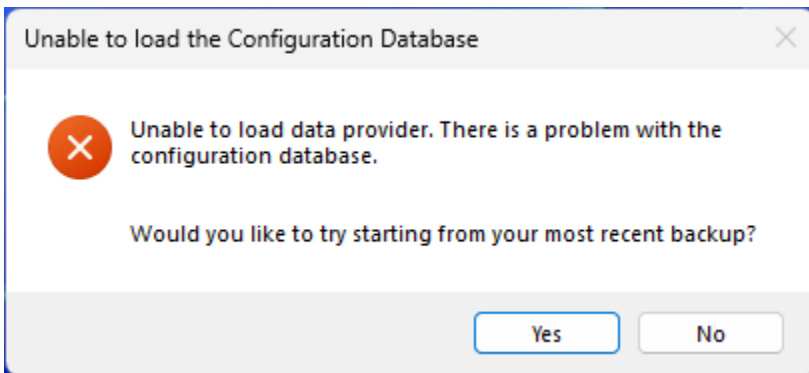 Unable to load the Configuration Database
Unable to load data provider. There is a problem with the
configuration database.
Would you like to try starting from your most recent backup?
Yes
No